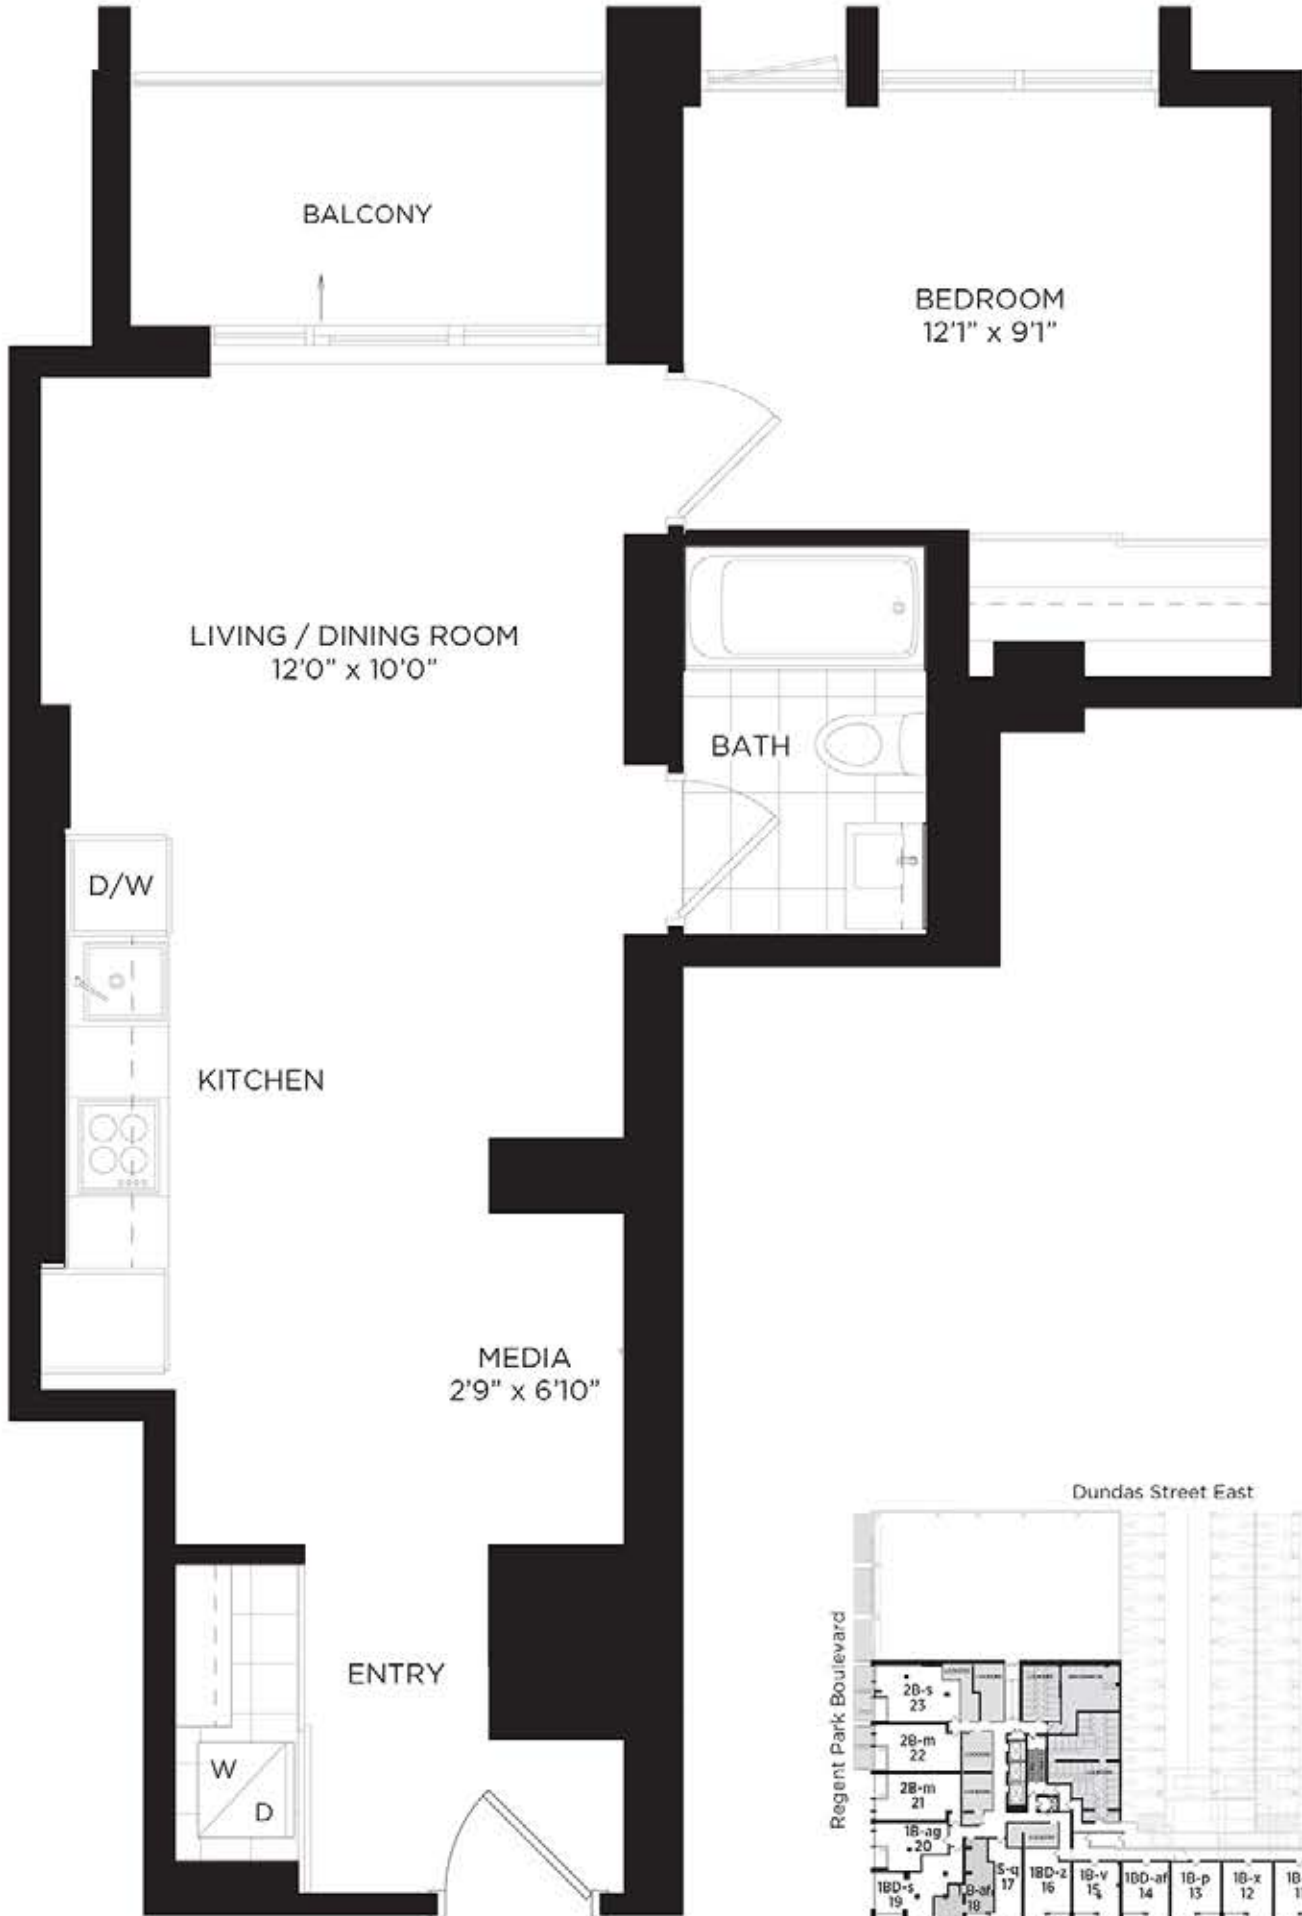 BALCONY
BEDROOM
12'1" x 9'1"
LIVING / DINING ROOM
12'0" x 10'0"
BATH
D/W
KITCHEN
MEDIA
2'9" x 6'10"
ENTRY
W
D
Dundas Street East
Regent Park Boulevard
2B-s
23
2B-m
22
2B-m
21
1B-ag
20
1BD-s
19
18
S-q
17
1BD-z
16
1B-v
15
1BD-af
14
1B-p
13
1B-x
12